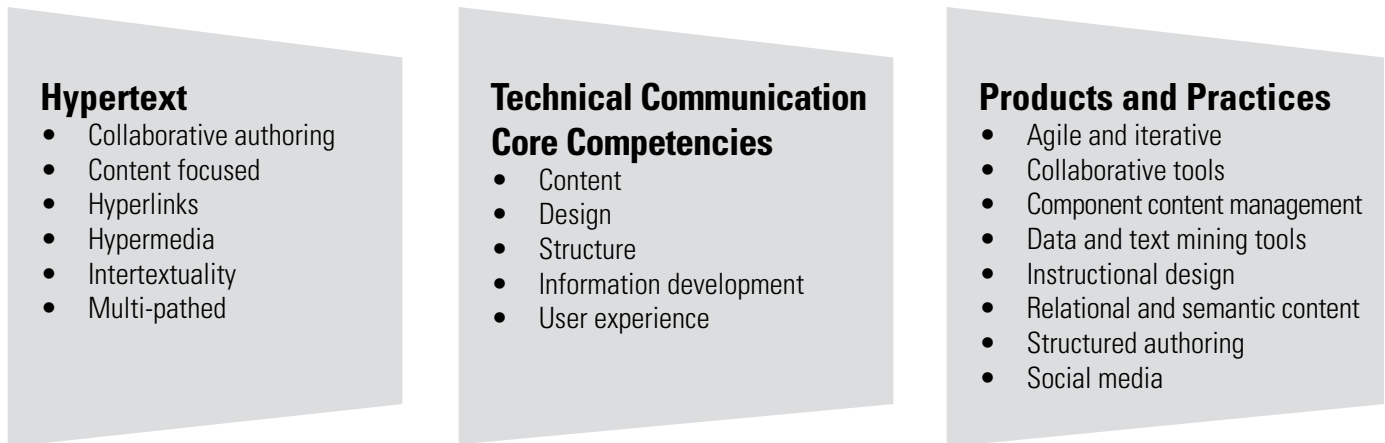 Hypertext
• Collaborative authoring
• Content focused
• Hyperlinks
• Hypermedia
• Intertextuality
• Multi-pathed
Technical Communication
Core Competencies
• Content
• Design
• Structure
• Information development
• User experience
Products and Practices
• Agile and iterative
• Collaborative tools
• Component content management
• Data and text mining tools
• Instructional design
• Relational and semantic content
• Structured authoring
• Social media